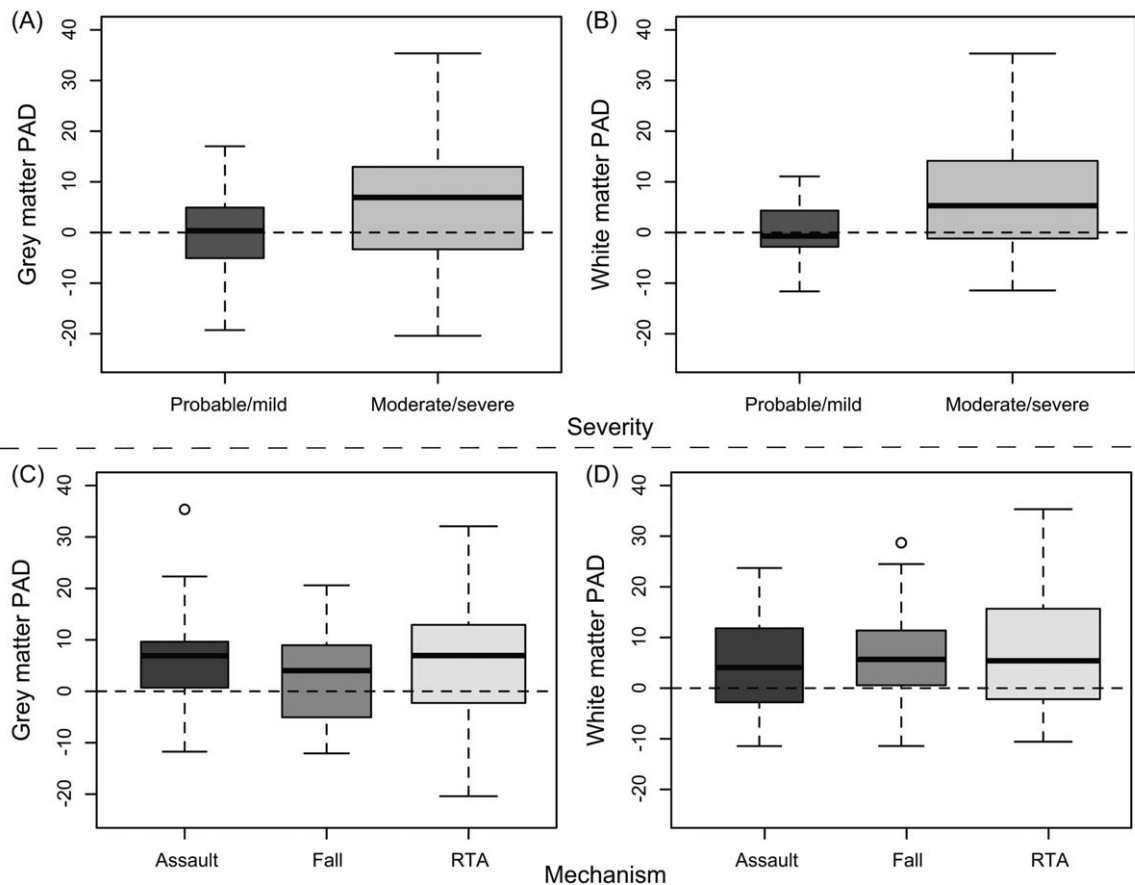 (A)
Grey matter PAD
40
30
20
10
0
-10
-20
Probable/mild
Moderate/severe
(B)
White matter PAD
40
30
20
10
0
-10
-20
Probable/mild
Moderate/severe
Severity
(C)
Grey matter PAD
40
30
20
10
0
-10
-20
Assault
Fall
RTA
(D)
White matter PAD
40
30
20
10
0
-10
-20
Assault
Fall
RTA
Mechanism